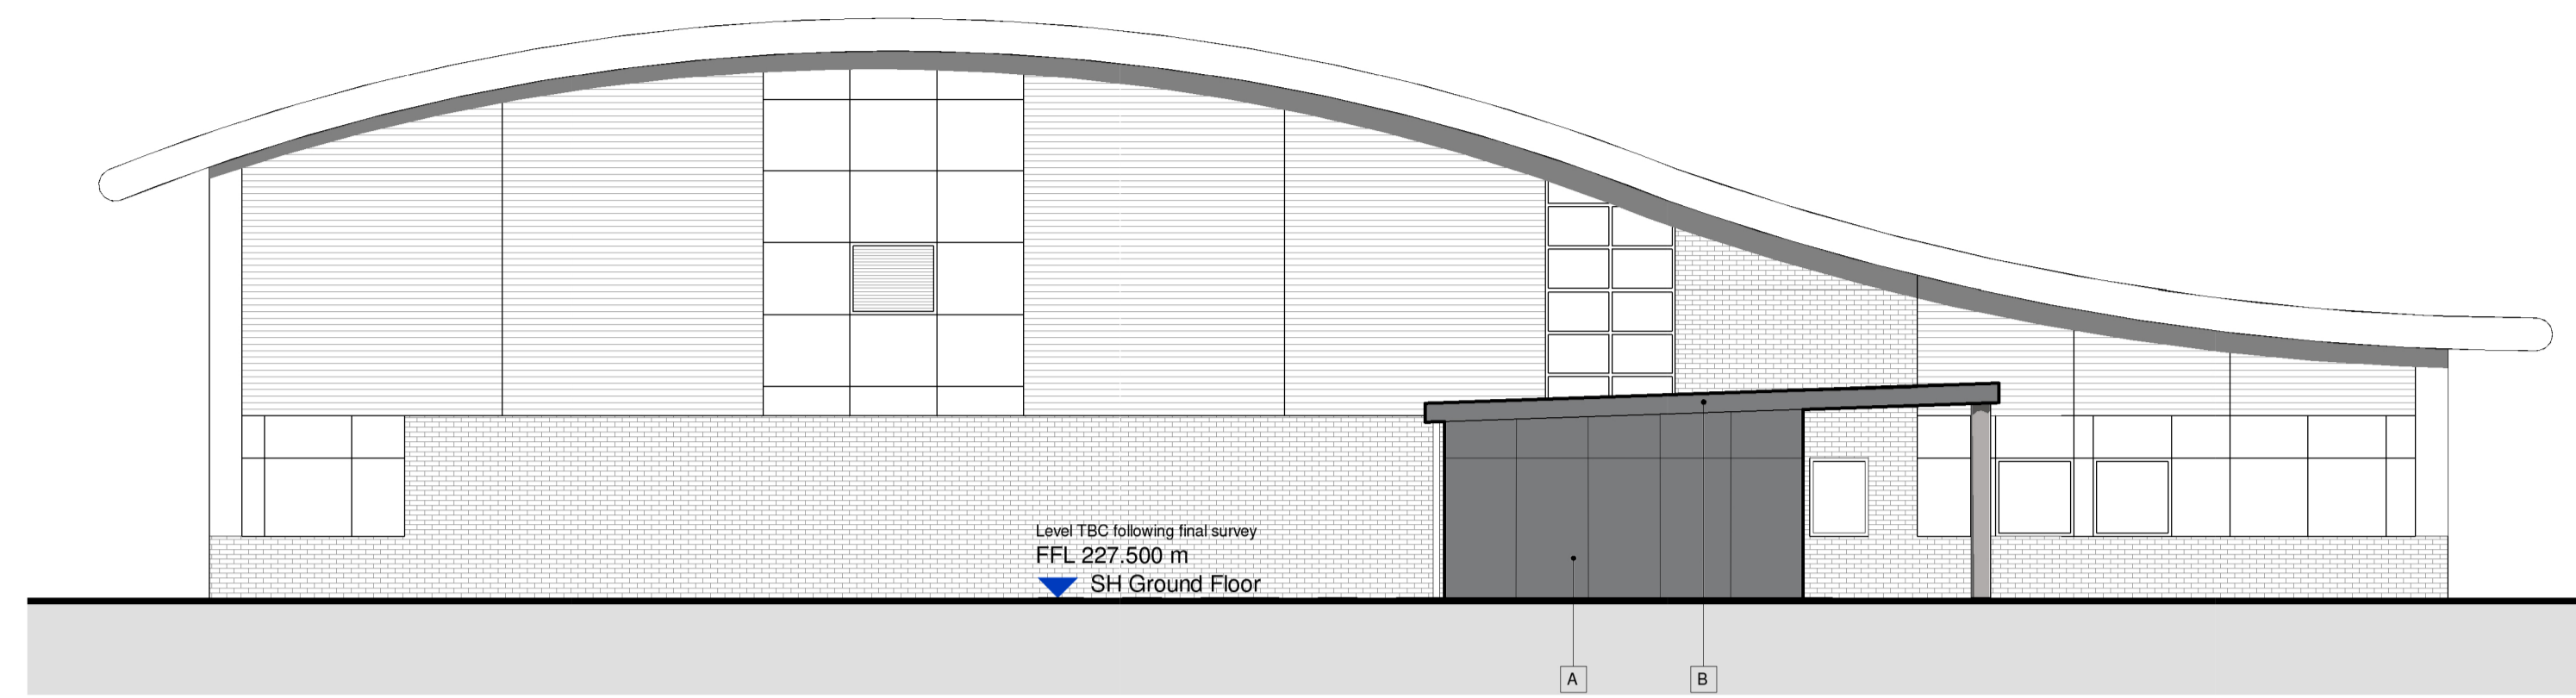 Level TBC following final survey
FFL 227.500 m
SH Ground Floor
A
B